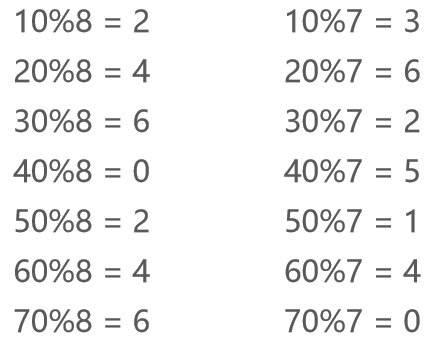 10%8 = 2 10%7 = 3
20%8 = 4 20%7 = 6
30%8 = 6 30%7 = 2
40%8 = 0 40%7 = 5
50%8 = 2 50%7 = 1
60%8 = 4 60%7 = 4
70%8 = 6 70%7 = 0